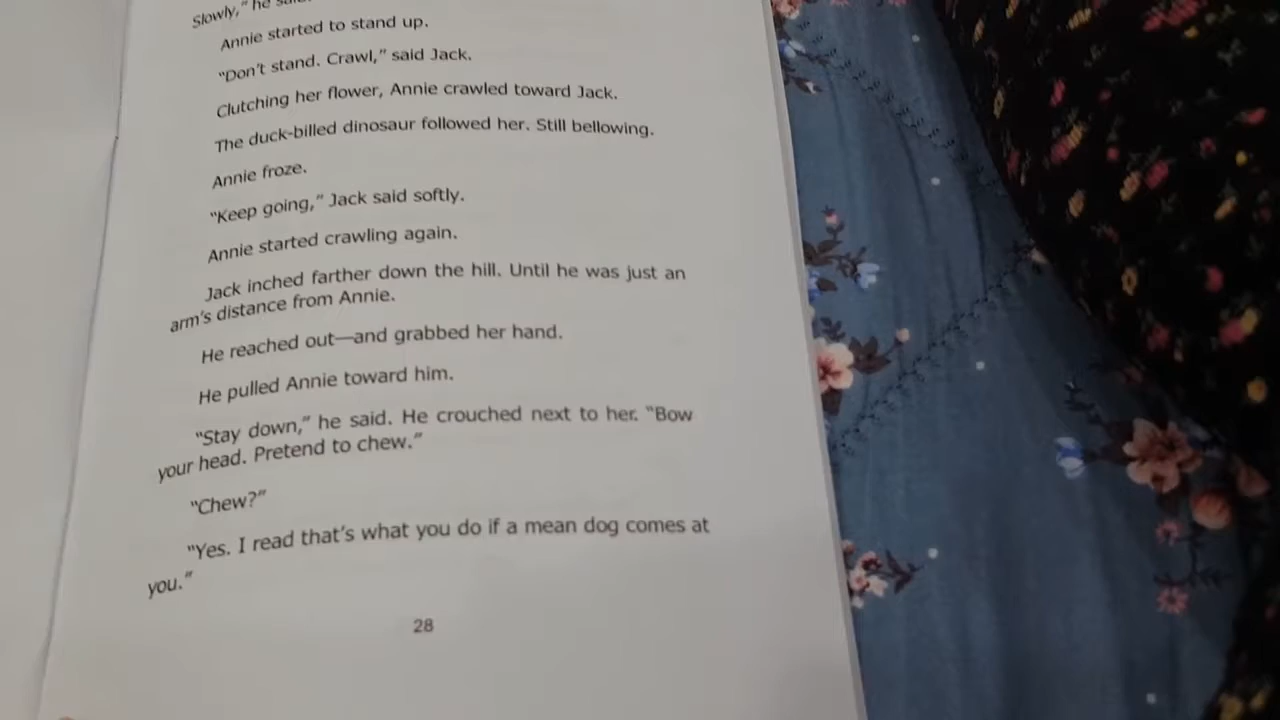 Slowly," he said.
Annie started to stand up.
"Don't stand. Crawl," said Jack.
Clutching her flower, Annie crawled toward Jack.
The duck-billed dinosaur followed her. Still bellowing.
Annie froze.
"Keep going," Jack said softly.
Annie started crawling again.
Jack inched farther down the hill. Until he was just an
arm's distance from Annie.
He reached out—and grabbed her hand.
He pulled Annie toward him.
"Stay down," he said. He crouched next to her. "Bow
your head. Pretend to chew."
"Chew?"
"Yes. I read that's what you do if a mean dog comes at
you."
28